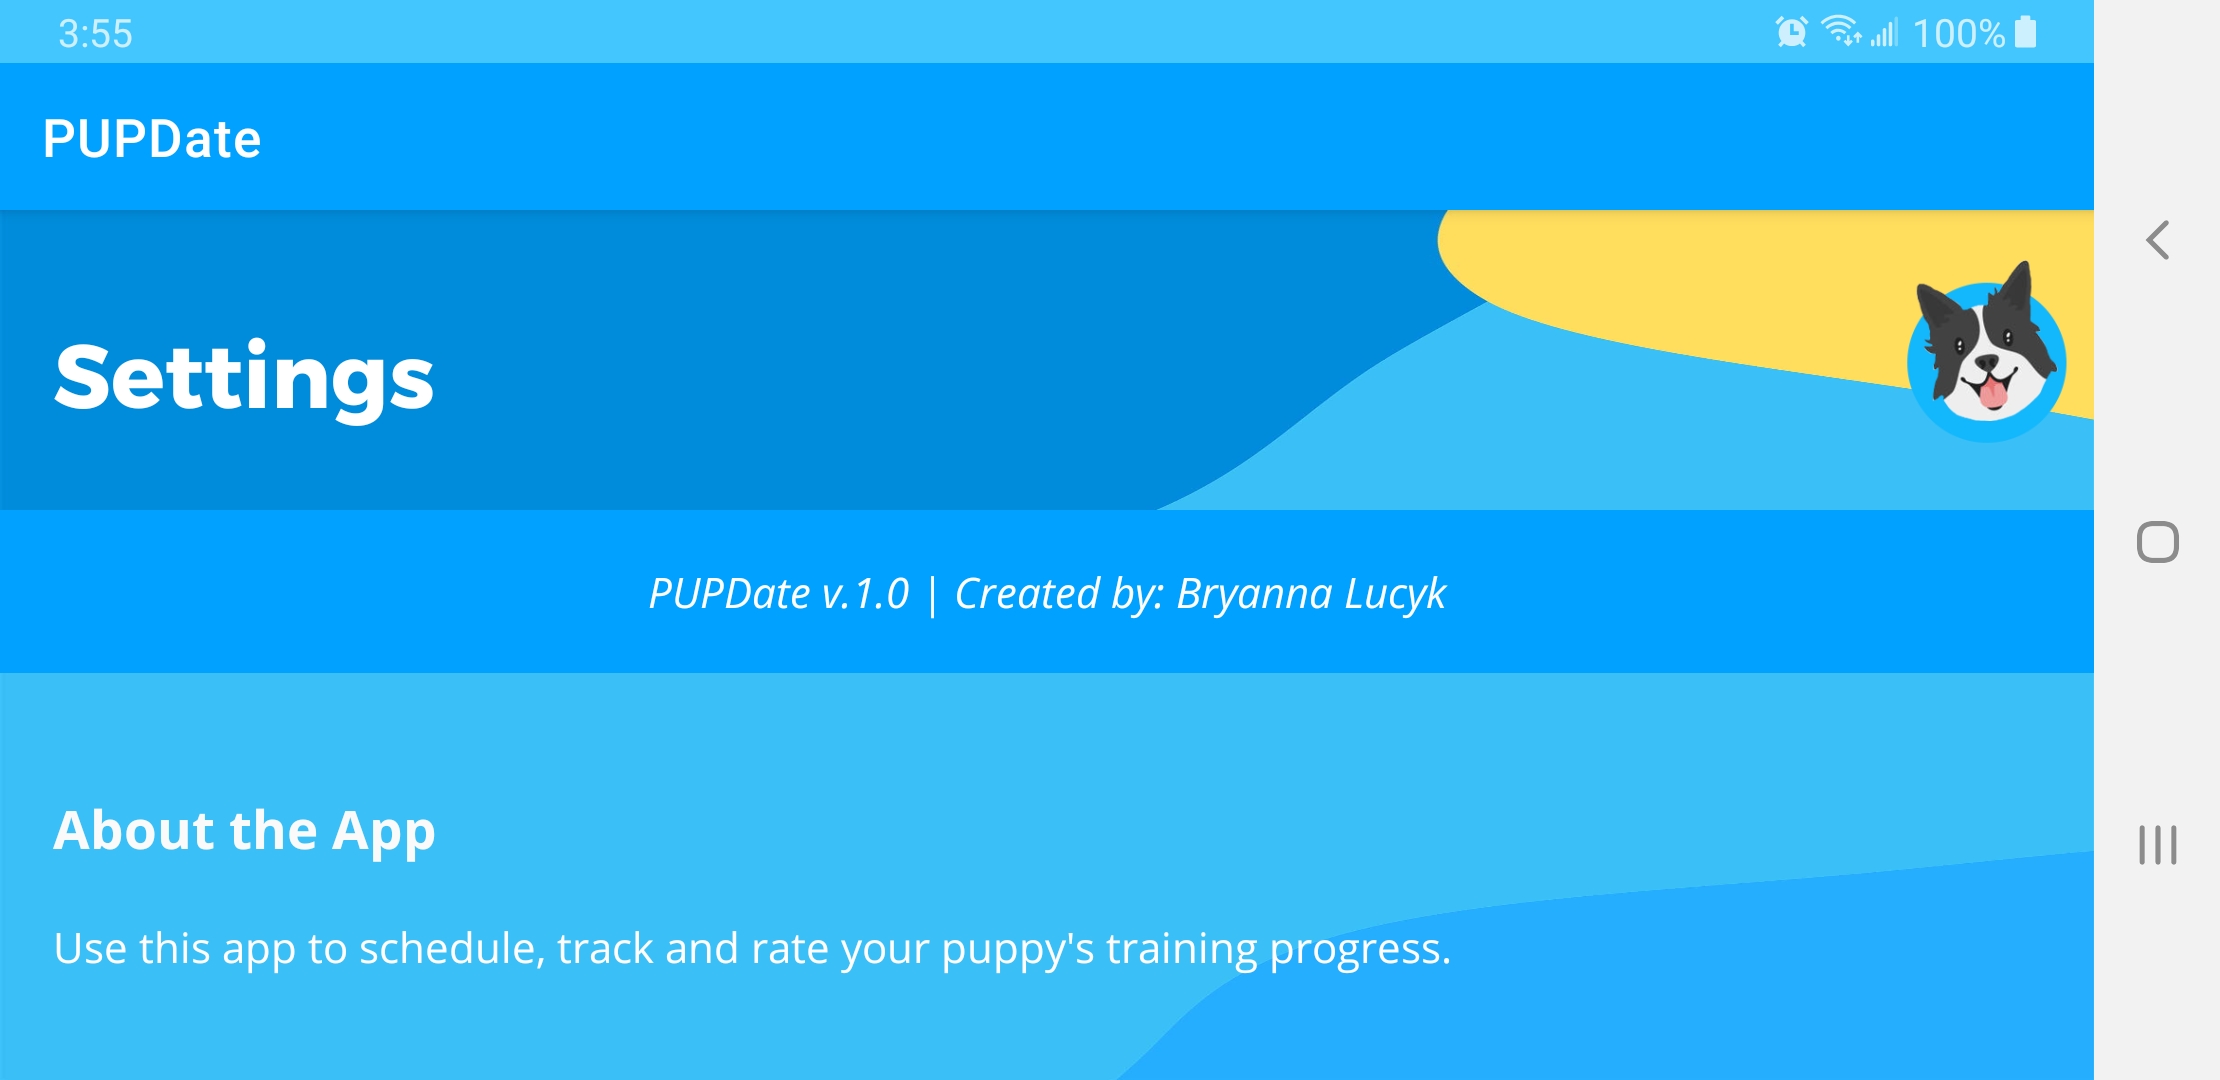 3:55
100%
PUPDate
Settings
PUPDate v.1.0 | Created by: Bryanna Lucyk
About the App
Use this app to schedule, track and rate your puppy's training progress.